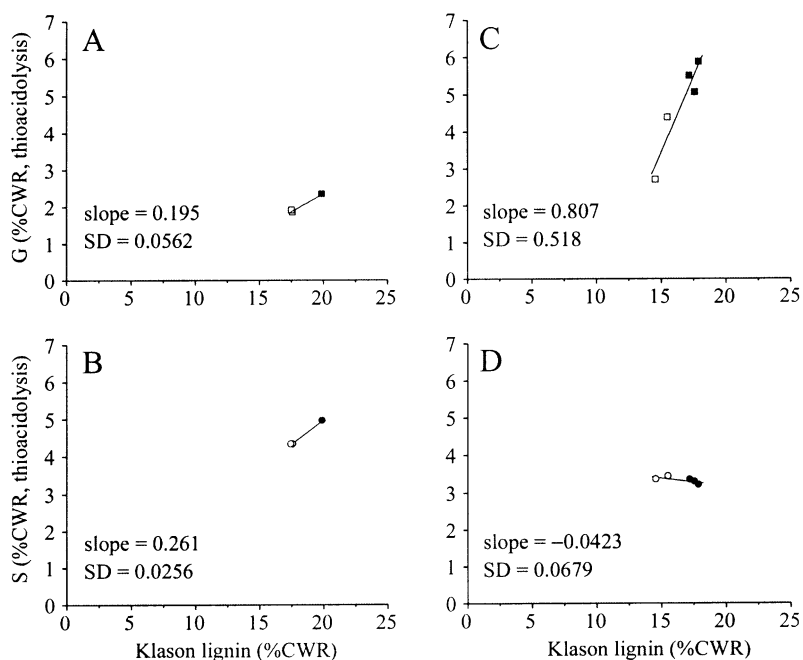 A
G (%CWR, thioacidolysis)
7
6
5
4
3
2
1
0
slope = 0.195
SD = 0.0562
0 5 10 15 20 25
C
7
6
5
4
3
2
1
0
slope = 0.807
SD = 0.518
0 5 10 15 20 25
B
S (%CWR, thioacidolysis)
7
6
5
4
3
2
1
0
slope = 0.261
SD = 0.0256
0 5 10 15 20 25
Klason lignin (%CWR)
D
7
6
5
4
3
2
1
0
slope = −0.0423
SD = 0.0679
0 5 10 15 20 25
Klason lignin (%CWR)